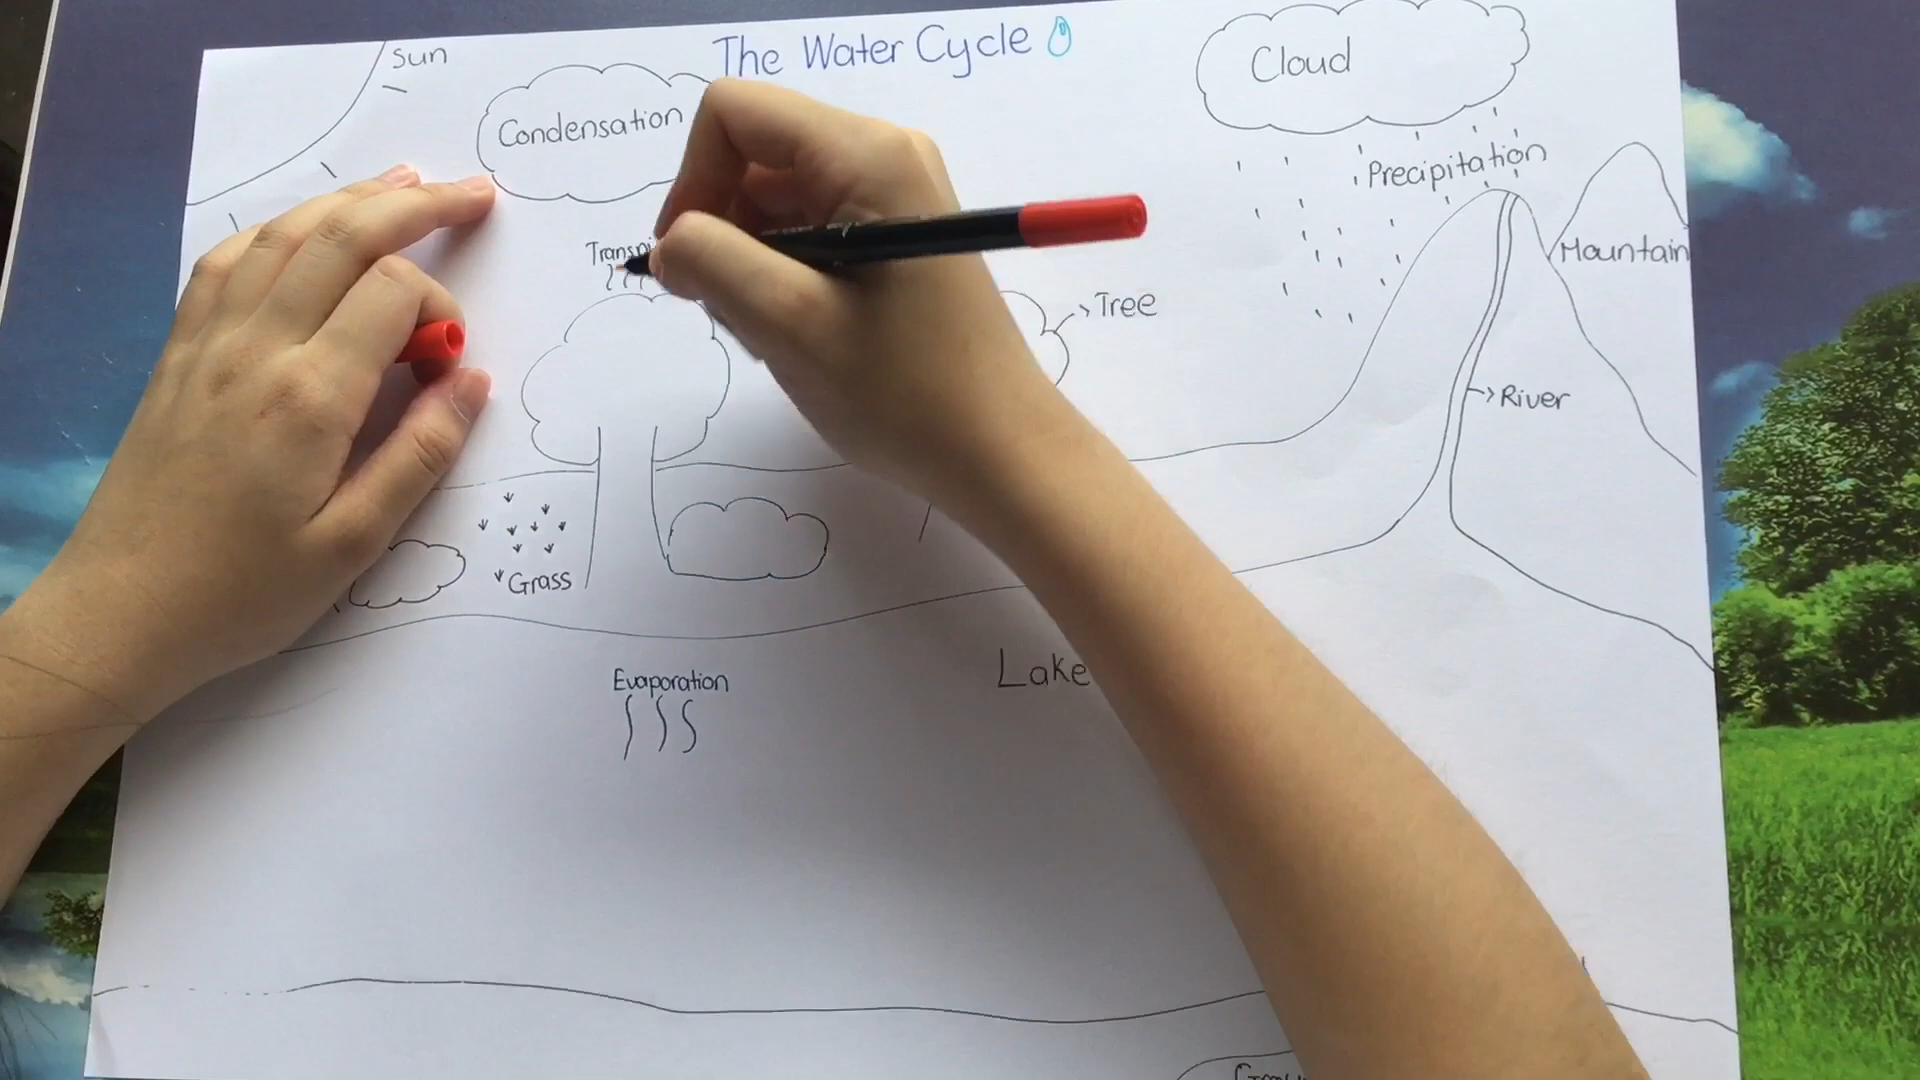 The Water Cycle
Sun
Cloud
Condensation
Precipitation
Mountain
Tree
River
Grass
Evaporation
Lake